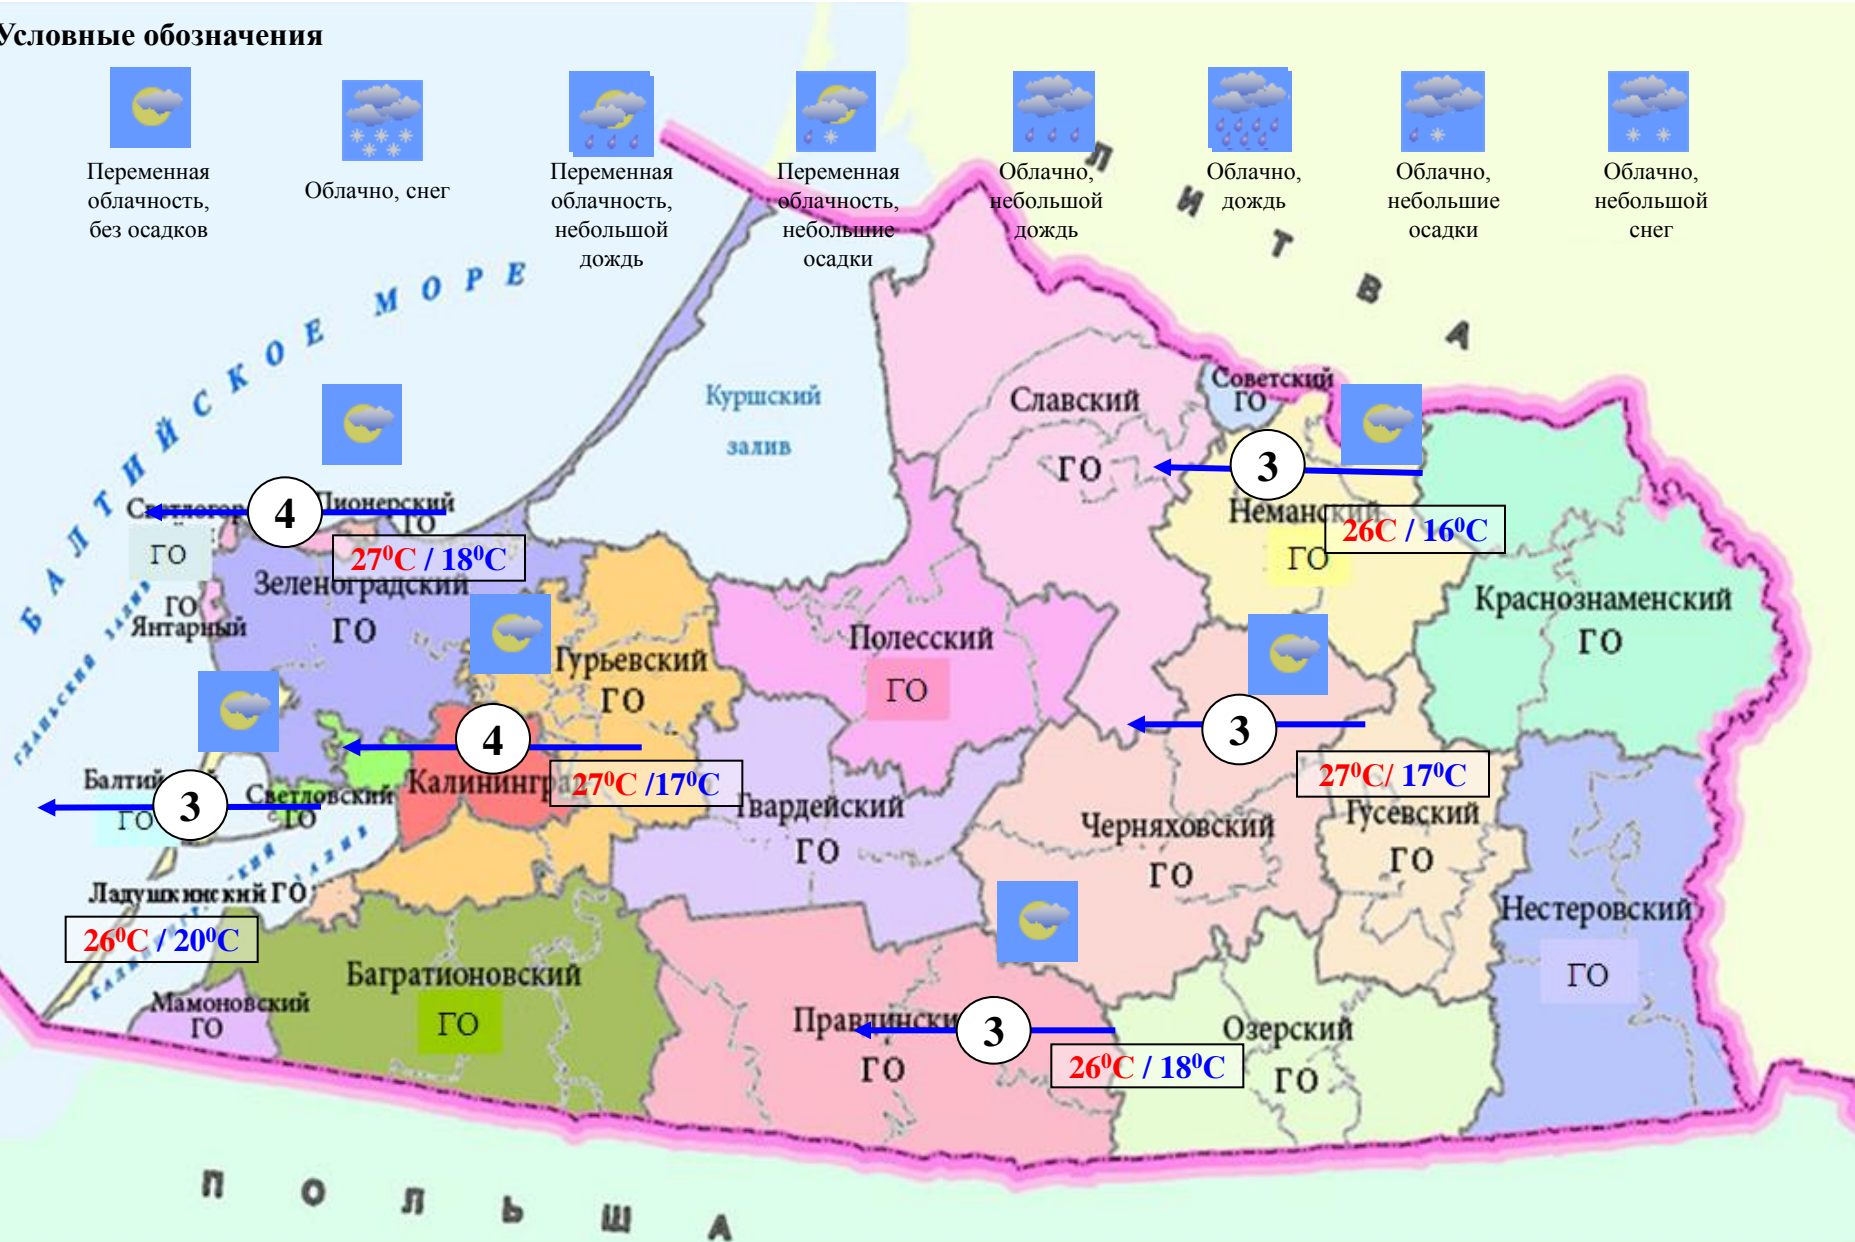 Условные обозначения
Переменная
облачность,
без осадков
Облачно, снег
Переменная
облачность,
небольшой
дождь
Переменная
облачность,
небольшие
осадки
Облачно,
небольшой
дождь
Облачно,
дождь
Облачно,
небольшие
осадки
Облачно,
небольшой
снег
ЛИТВА
БАЛТИЙСКОЕ МОРЕ
Куршский
залив
Славский
ГО
Советский
ГО
3
Неманский
ГО
26С / 16⁰С
Краснознаменский
ГО
4
Пионерский
ГО
ГО
27⁰С / 18⁰С
Зеленоградский
ГО
ГО
Янтарный
Гурьевский
ГО
Полесский
ГО
4
27⁰С /17⁰С
3
27⁰С/ 17⁰С
3
ГО
Светловский
ГО
Гвардейский
ГО
Черняховский
ГО
Гусевский
ГО
Нестеровский
ГО
Ладушкинский ГО
26⁰С / 20⁰С
Багратионовский
ГО
Мамоновский
ГО
3
ГО
26⁰С / 18⁰С
Озерский
ГО
ПОЛЬША